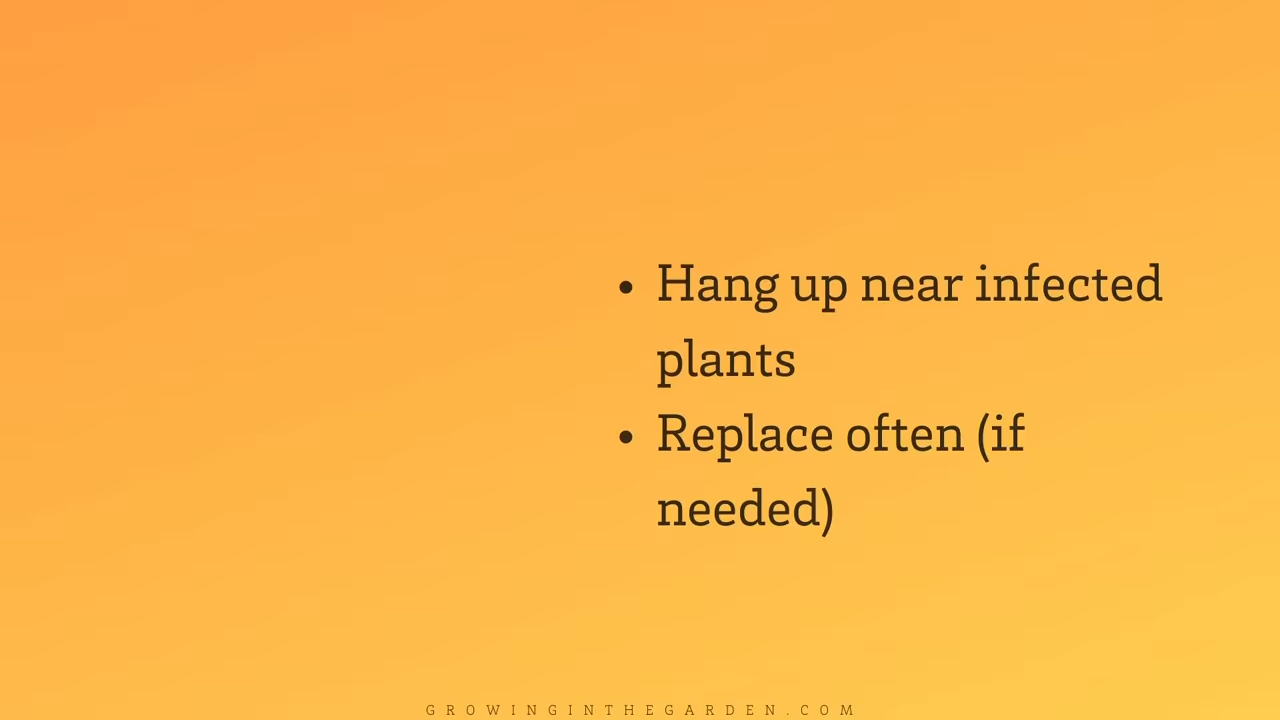 • Hang up near infected
plants
• Replace often (if
needed)
GROWINGINTHEGARDEN.COM